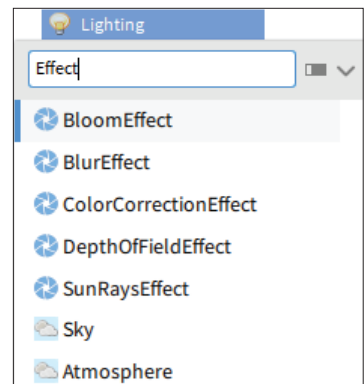 Lighting
Effect
BloomEffect
BlurEffect
ColorCorrectionEffect
DepthOfFieldEffect
SunRaysEffect
Sky
Atmosphere